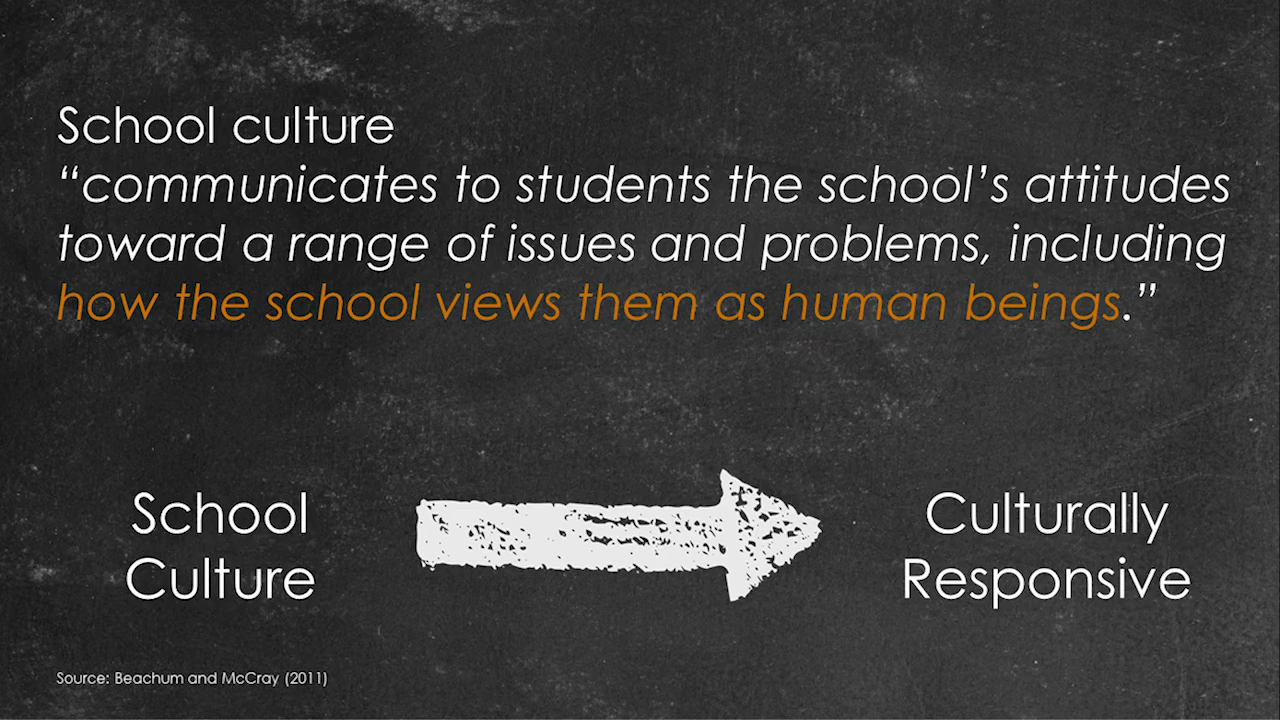 School culture
“communicates to students the school’s attitudes
toward a range of issues and problems, including
how the school views them as human beings.”
School
Culture
Culturally
Responsive
Source: Beachum and McCray (2011)